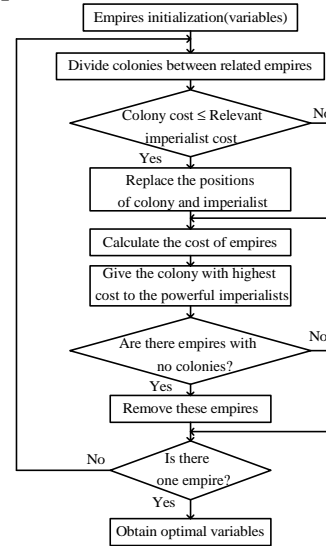 Empires initialization(variables)
Divide colonies between related empires
Colony cost ≤ Relevant
imperialist cost
No
Yes
Replace the positions
of colony and imperialist
Calculate the cost of empires
Give the colony with highest
cost to the powerful imperialists
Are there empires with
no colonies?
No
Yes
Remove these empires
Is there
one empire?
No
Yes
Obtain optimal variables